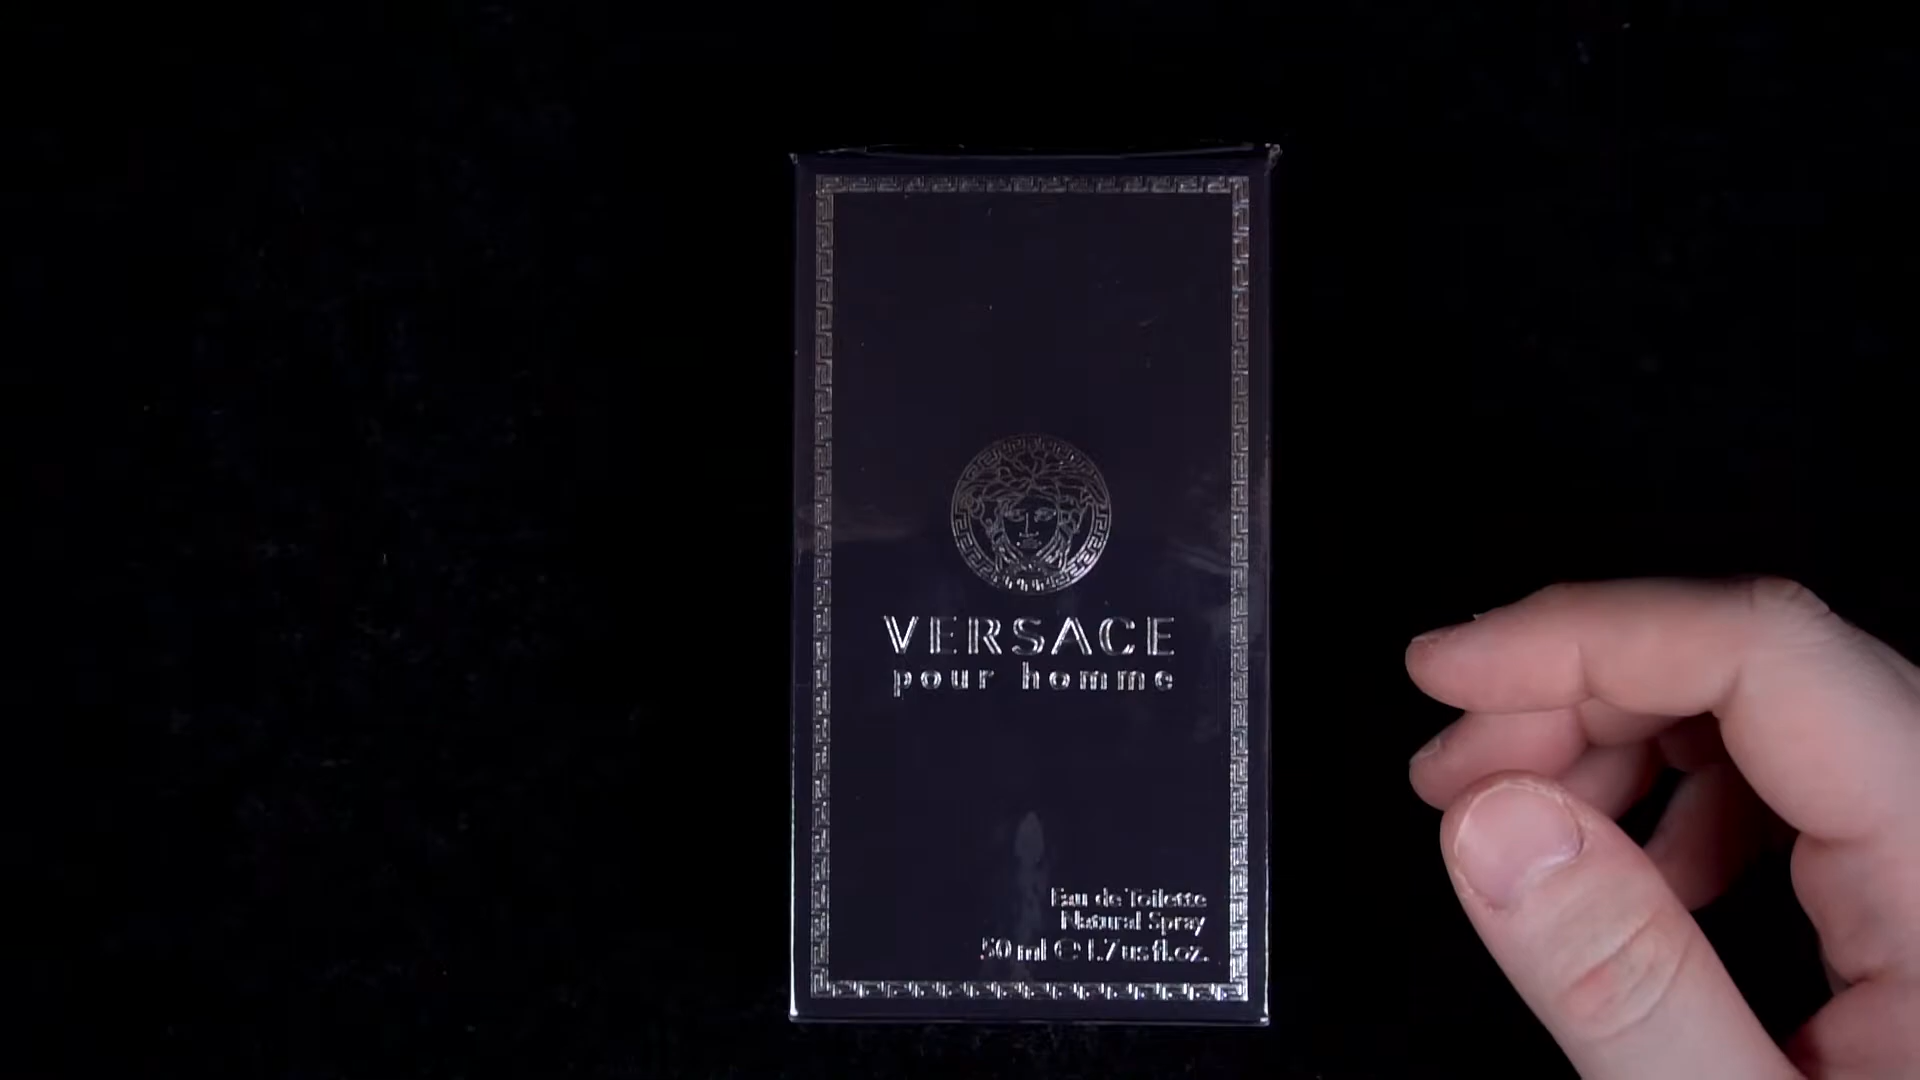 VERSACE
pour homme
Eau de Toilette
Natural Spray
50 ml ℮ 1.7 us fl.oz.